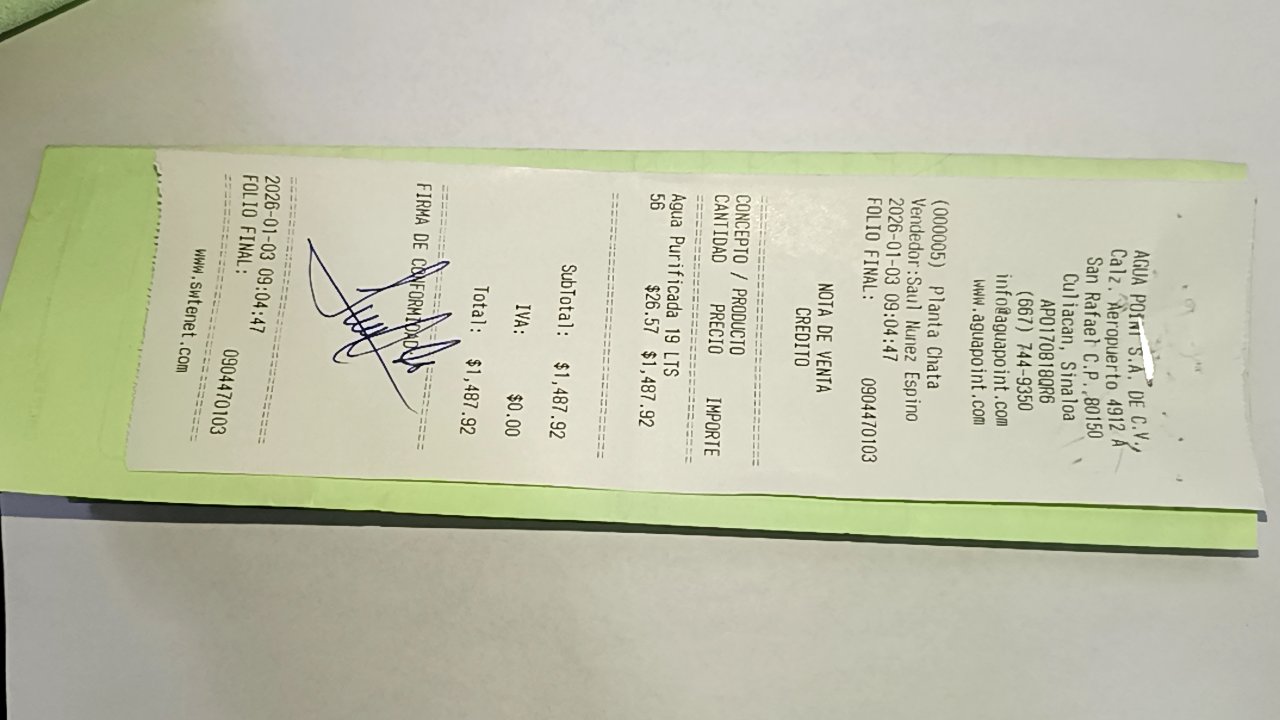 AGUA POINT S.A. DE C.V.,
Calz. Aeropuerto 4912 A
San Rafael C.P.,80150
Culiacan, Sinaloa
APO170818QR6
(667) 744-9350
info@aguapoint.com
www.aguapoint.com
(000005) Planta Chata
Vendedor:Saul Nunez Espino
2026-01-03 09:04:47
FOLIO FINAL: 0904470103
NOTA DE VENTA
CREDITO
CONCEPTO / PRODUCTO
CANTIDAD PRECIO IMPORTE
Agua Purificada 19 LTS
56 $26.57 $1,487.92
SubTotal: $1,487.92
IVA: $0.00
Total: $1,487.92
FIRMA DE CONFORMIDAD
2026-01-03 09:04:47
FOLIO FINAL: 0904470103
www.swtenet.com